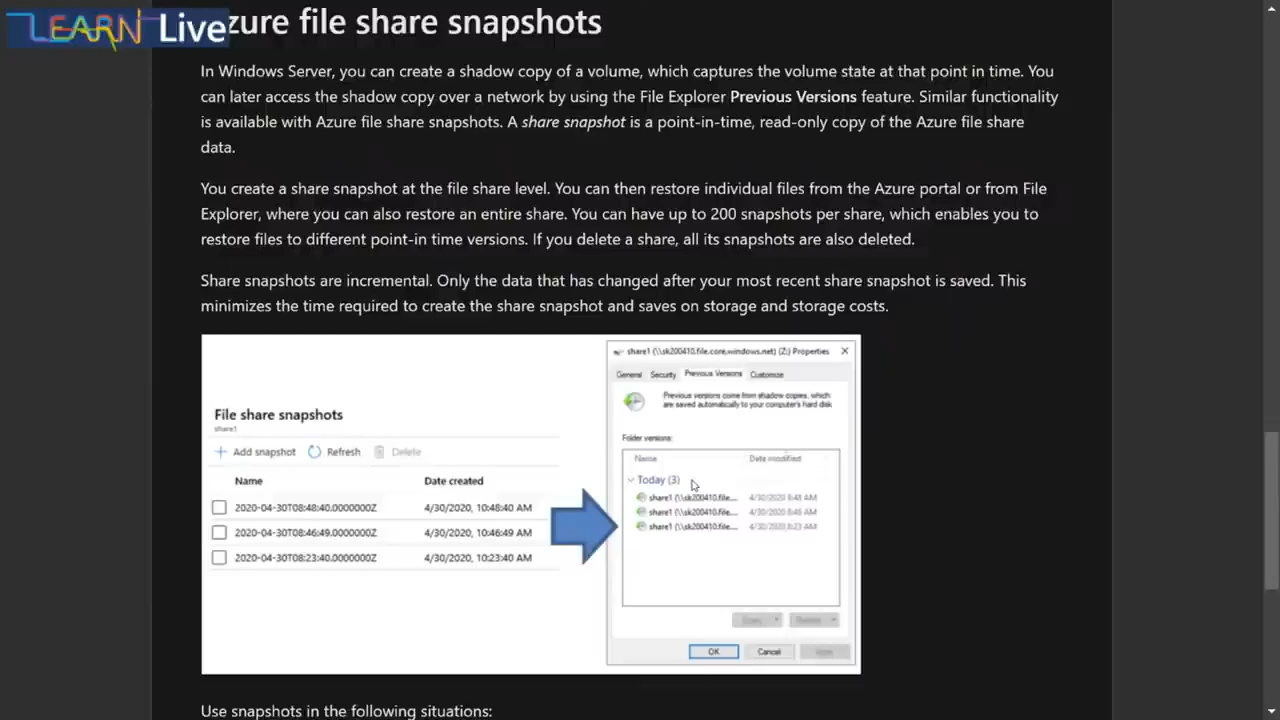 LEARN Live
zure file share snapshots
In Windows Server, you can create a shadow copy of a volume, which captures the volume state at that point in time. You
can later access the shadow copy over a network by using the File Explorer Previous Versions feature. Similar functionality
is available with Azure file share snapshots. A share snapshot is a point-in-time, read-only copy of the Azure file share
data.
You create a share snapshot at the file share level. You can then restore individual files from the Azure portal or from File
Explorer, where you can also restore an entire share. You can have up to 200 snapshots per share, which enables you to
restore files to different point-in time versions. If you delete a share, all its snapshots are also deleted.
Share snapshots are incremental. Only the data that has changed after your most recent share snapshot is saved. This
minimizes the time required to create the share snapshot and saves on storage and storage costs.
File share snapshots
share1
Add snapshot Refresh Delete
Name Date created
2020-04-30T08:48:40.0000000Z 4/30/2020, 10:48:40 AM
2020-04-30T08:46:49.0000000Z 4/30/2020, 10:46:49 AM
2020-04-30T08:23:40.0000000Z 4/30/2020, 10:23:40 AM
share1 (\\sk200410.file.core.windows.net) (Z:) Properties
General Security Previous Versions Customize
Previous versions come from shadow copies, which
are saved automatically to your computer's hard disk
Folder versions:
Name Date modified
Today (3)
share1 (\\sk200410.file... 4/30/2020 8:48 AM
share1 (\\sk200410.file... 4/30/2020 8:46 AM
share1 (\\sk200410.file... 4/30/2020 8:23 AM
OK Cancel
Use snapshots in the following situations: